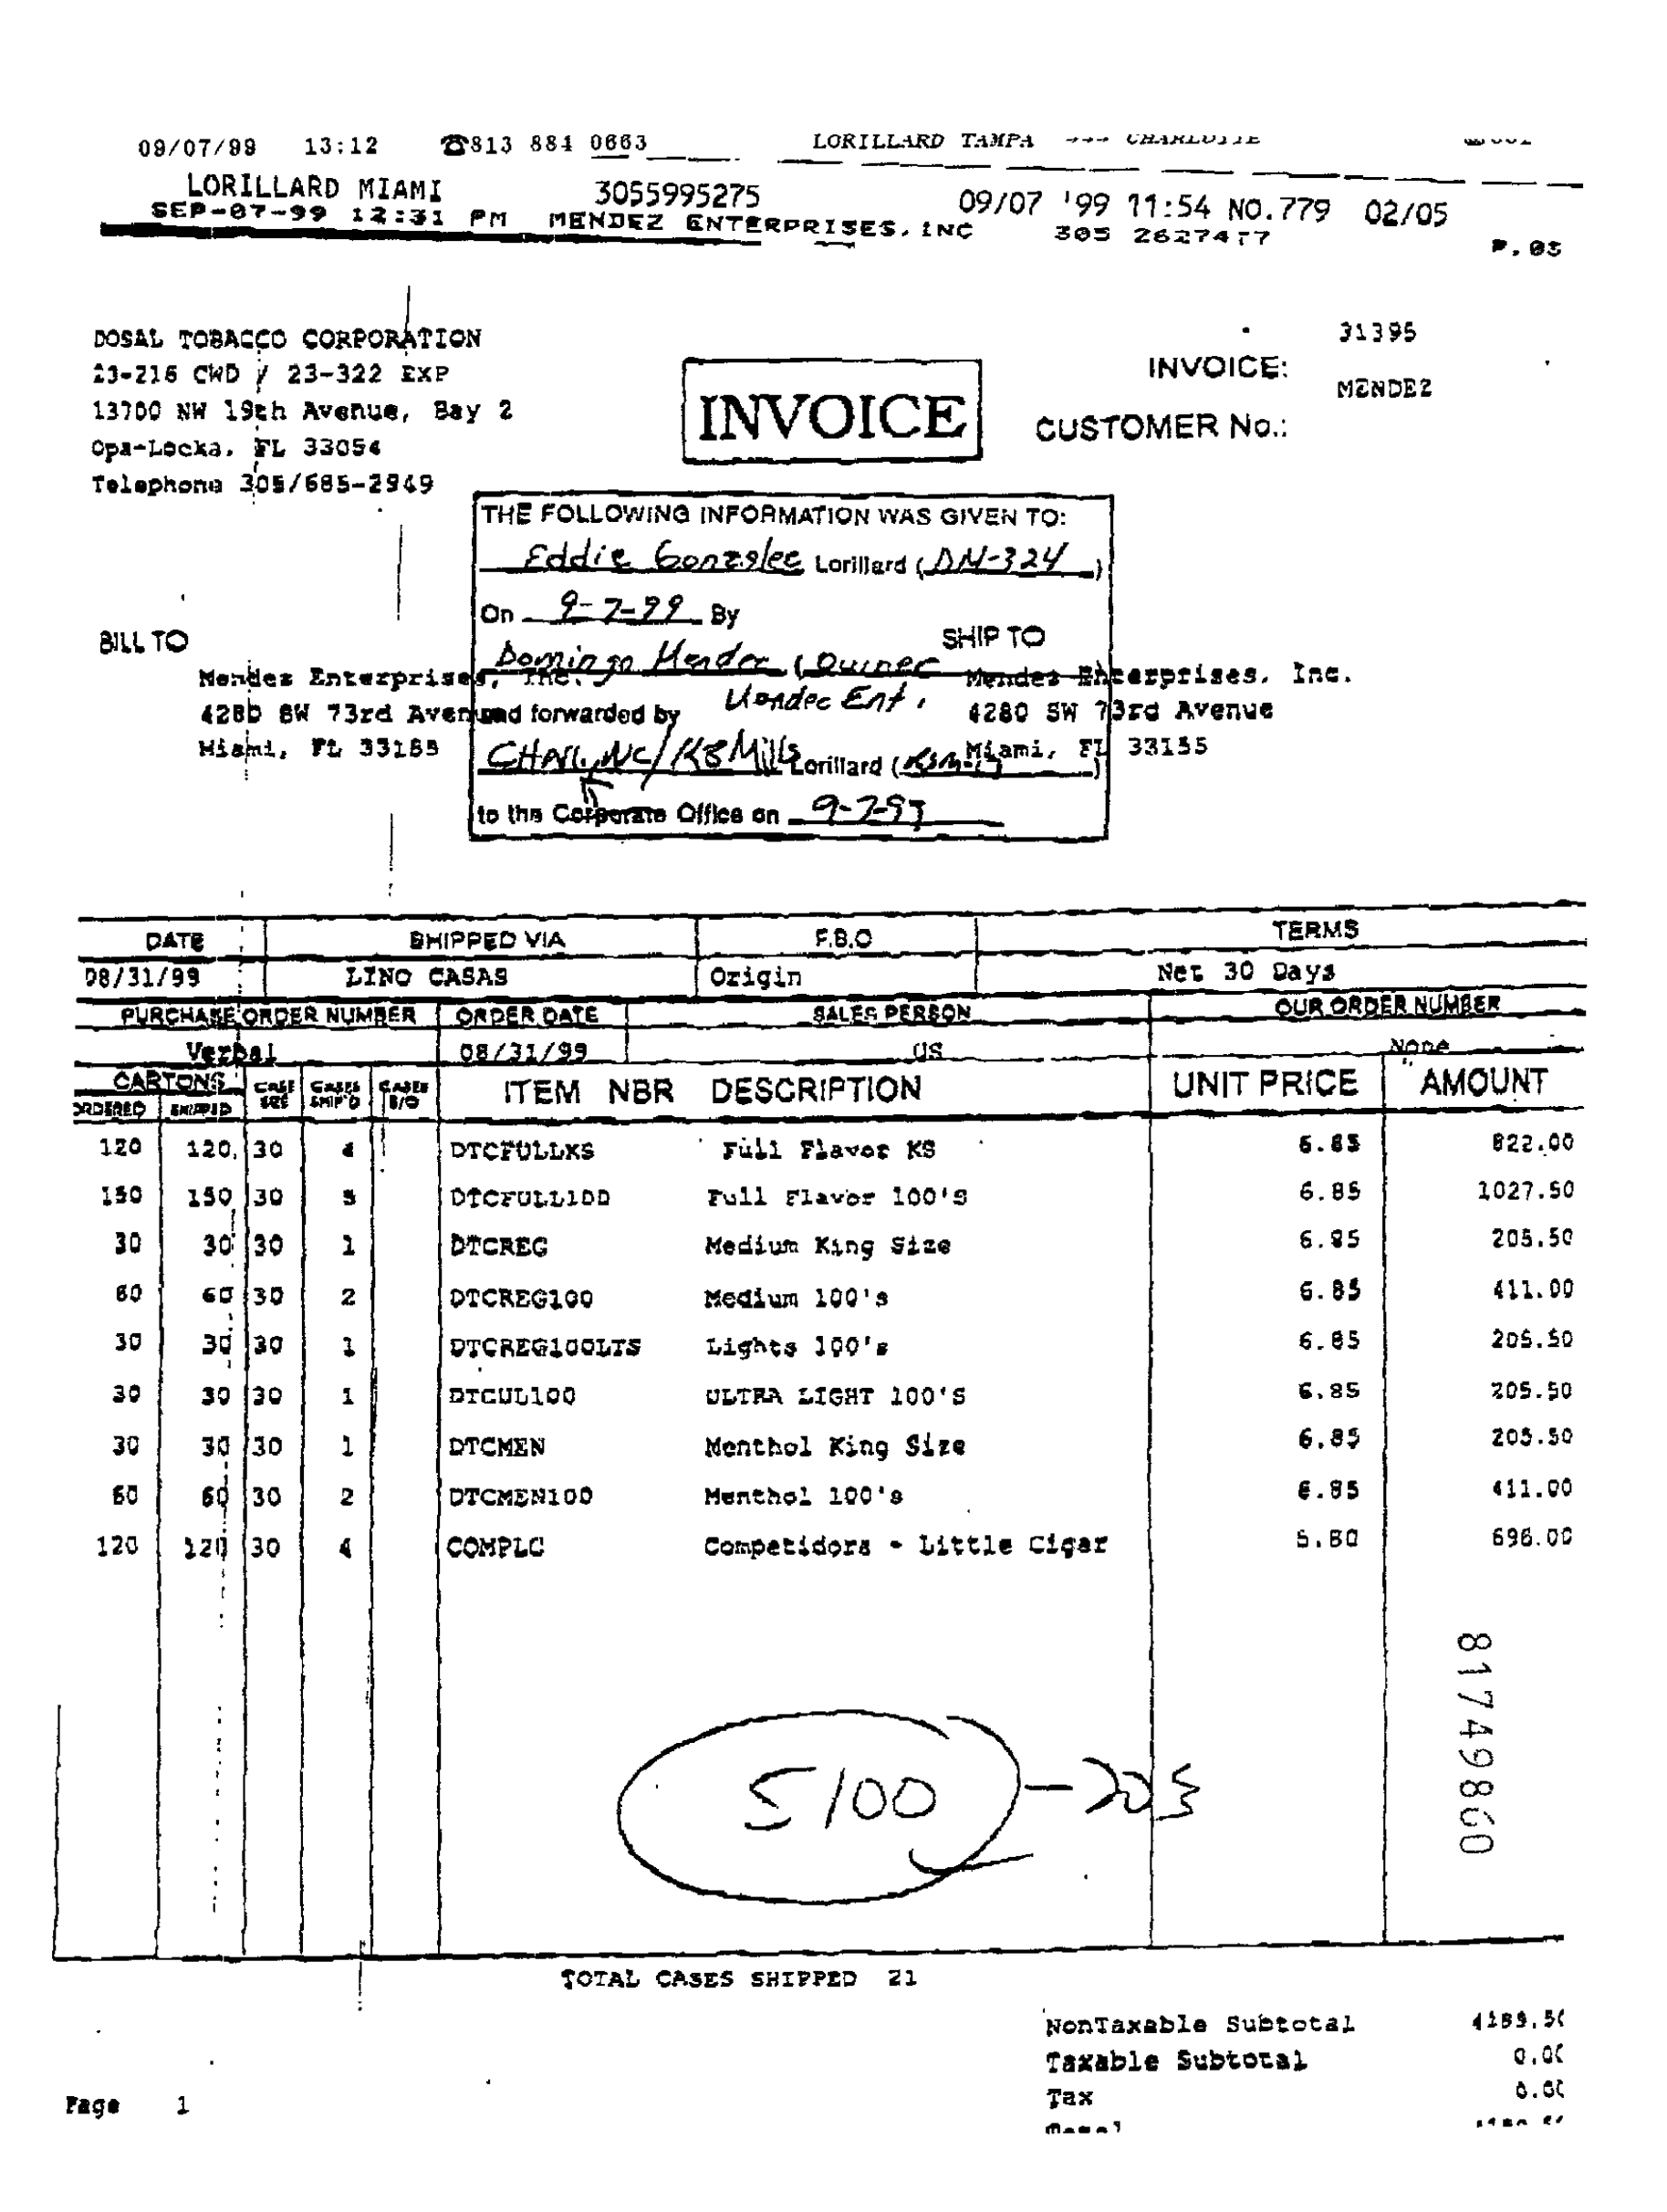 09/07/99 13:12 ☎813 884 0663 LORILLARD TAMPA --- CHARLOTTE
LORILLARD MIAMI 3055995275 09/07 '99 11:54 NO.779 02/05
SEP-07-99 12:31 PM MENDEZ ENTERPRISES, INC 305 2627477 P.03
DOSAL TOBACCO CORPORATION
23-216 CWD / 23-322 EXP
13700 NW 19th Avenue, Bay 2
Opa-Locka, FL 33054
Telephone 305/685-2949
INVOICE
INVOICE: 31395
CUSTOMER No.: MENDEZ
THE FOLLOWING INFORMATION WAS GIVEN TO:
Eddie Lorillard (DM-324)
On 9-7-99 By
Domingo (Owner
Ent.
and forwarded by
NC/KB Mills Lorillard
to the Corporate Office on 9-7-99
BILL TO
Mendez Enterprises, Inc.
4280 SW 73rd Avenue
Miami, FL 33155
SHIP TO
Mendez Enterprises, Inc.
4280 SW 73rd Avenue
Miami, FL 33155
DATE SHIPPED VIA F.B.O TERMS
08/31/99 LINO CASAS Origin Net 30 Days
PURCHASE ORDER NUMBER ORDER DATE SALES PERSON OUR ORDER NUMBER
Verbal 08/31/99 US None
CARTONS CASE SIZE CASES SHIP'D CASES B/O ITEM NBR DESCRIPTION UNIT PRICE AMOUNT
ORDERED SHIPPED
120 120 30 4 DTCFULLKS Full Flavor KS 6.85 822.00
150 150 30 5 DTCFULL100 Full Flavor 100'S 6.85 1027.50
30 30 30 1 DTCREG Medium King Size 6.85 205.50
60 60 30 2 DTCREG100 Medium 100's 6.85 411.00
30 30 30 1 DTCREG100LTS Lights 100's 6.85 205.50
30 30 30 1 DTCUL100 ULTRA LIGHT 100'S 6.85 205.50
30 30 30 1 DTCMEN Menthol King Size 6.85 205.50
60 60 30 2 DTCMEN100 Menthol 100's 6.85 411.00
120 120 30 4 COMPLC Competidora - Little Cigar 5.80 696.00
5100 - 203
81749860
TOTAL CASES SHIPPED 21
NonTaxable Subtotal 4189.50
Taxable Subtotal 0.00
Tax 0.00
Page 1